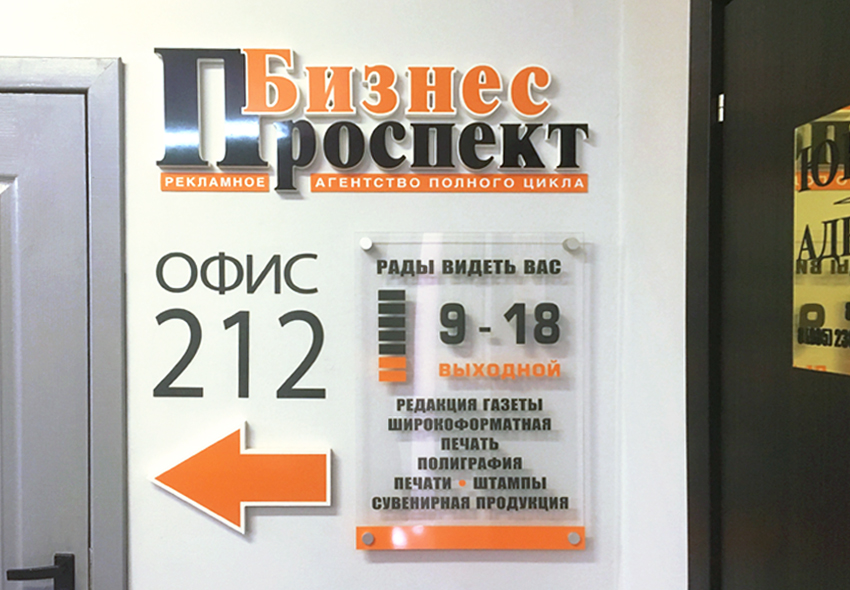 Бизнес
Проспект
РЕКЛАМНОЕ АГЕНТСТВО ПОЛНОГО ЦИКЛА
ОФИС
212
РАДЫ ВИДЕТЬ ВАС
9 - 18
ВЫХОДНОЙ
РЕДАКЦИЯ ГАЗЕТЫ
ШИРОКОФОРМАТНАЯ
ПЕЧАТЬ
ПОЛИГРАФИЯ
ПЕЧАТИ • ШТАМПЫ
СУВЕНИРНАЯ ПРОДУКЦИЯ